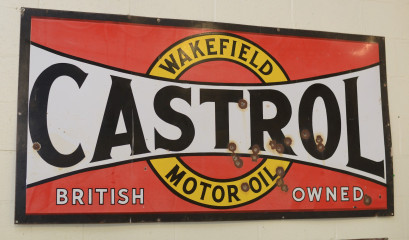 WAKEFIELD
CASTROL
MOTOR OIL
BRITISH OWNED